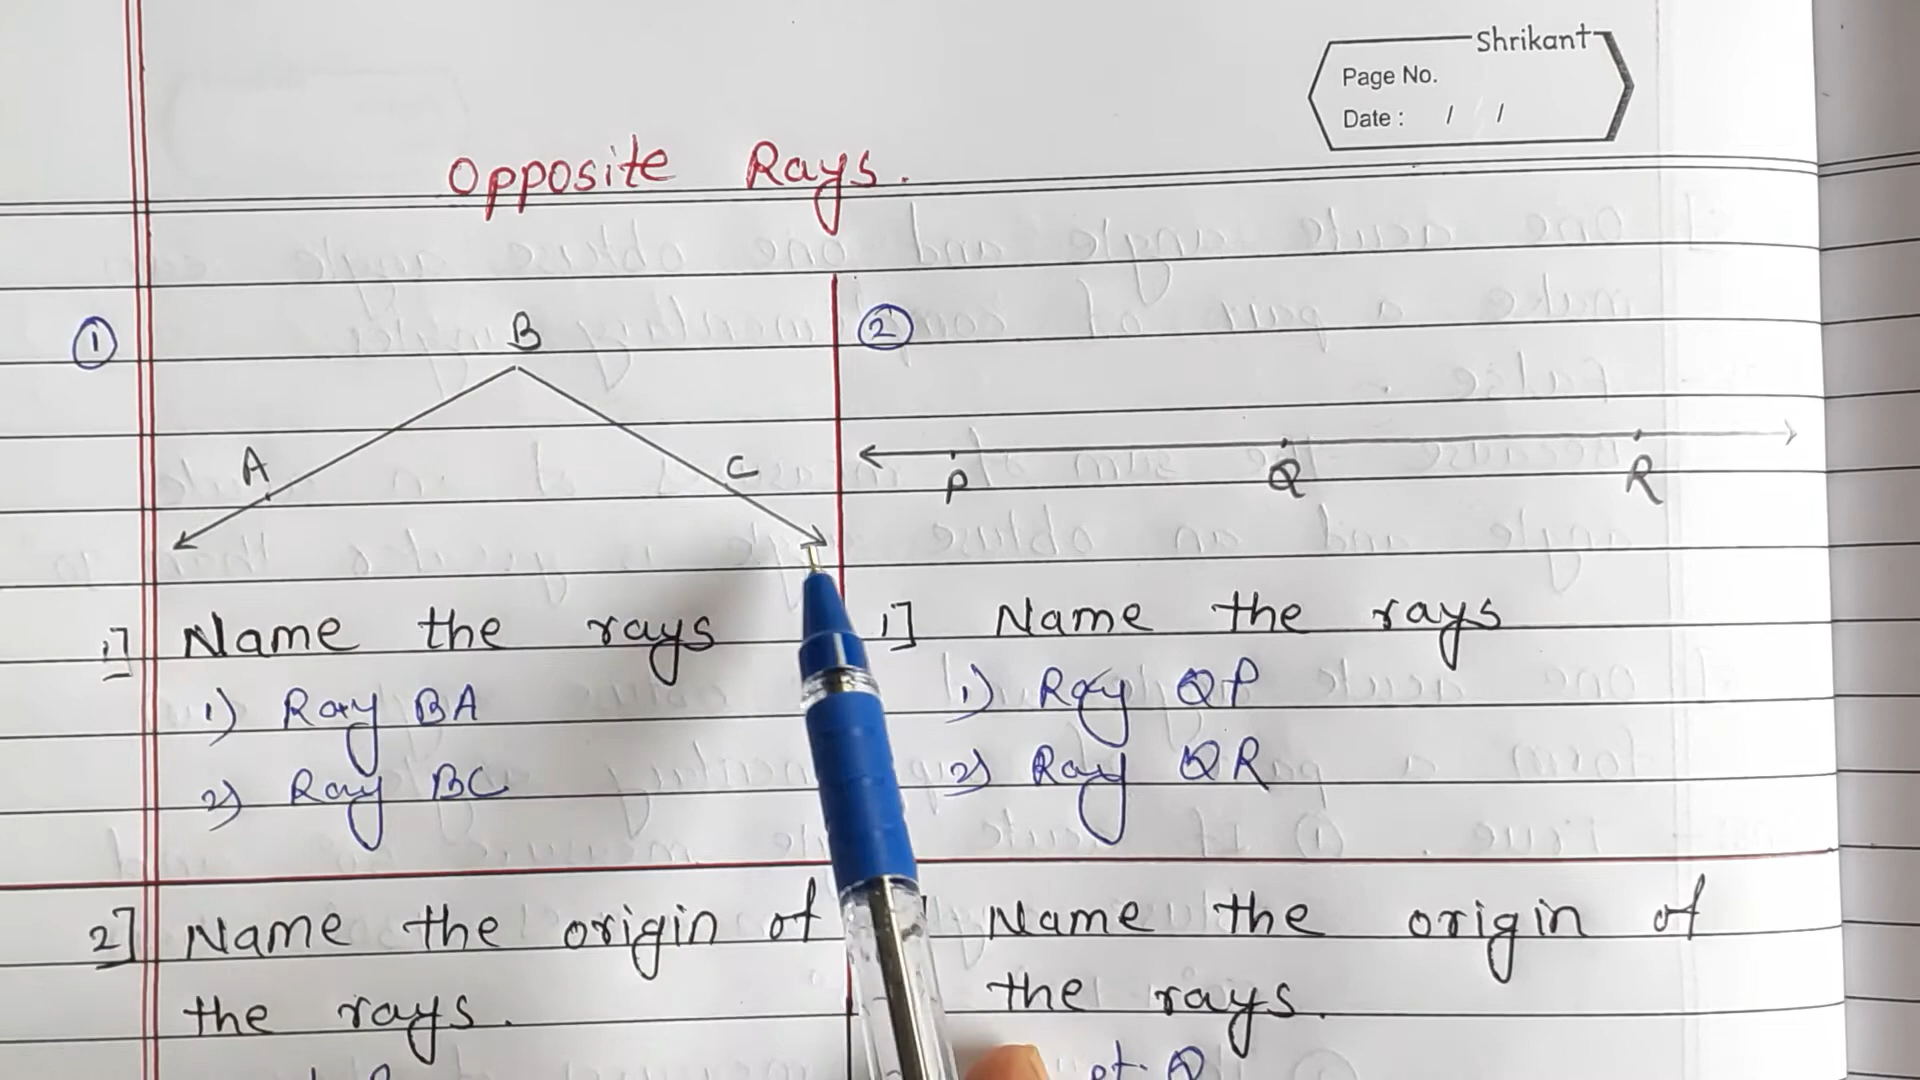 Shrikant
Page No.
Date : / /
Opposite Rays.
1
B
A
C
1] Name the rays
1) Ray BA
2) Ray BC
2] Name the origin of
the rays.
2
P Q R
1] Name the rays
1) Ray QP
2) Ray QR
Name the origin of
the rays.
pt. Q